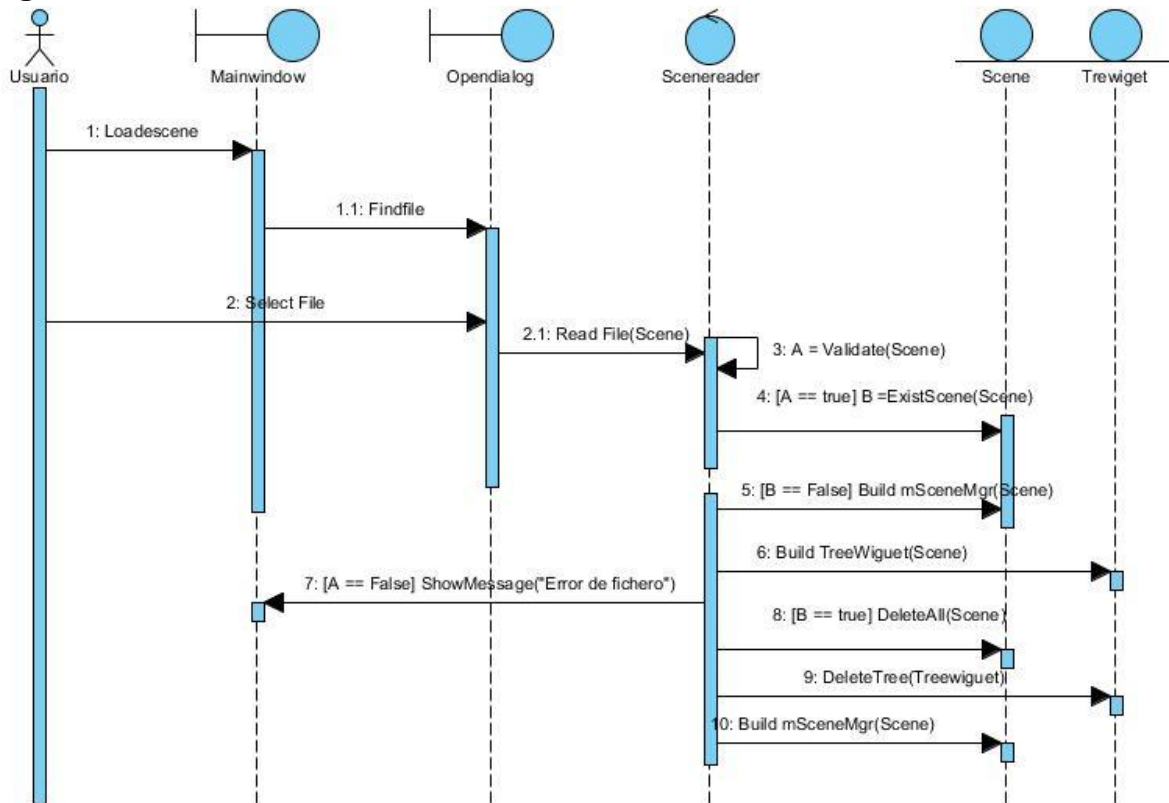 Usuario
Mainwindow
Opendialog
Scenereader
Scene
Trewiget
1: Loadescene
1.1: Findfile
2: Select File
2.1: Read File(Scene)
3: A = Validate(Scene)
4: [A == true] B =ExistScene(Scene)
5: [B == False] Build mSceneMgr(Scene)
6: Build TreeWiguet(Scene)
7: [A == False] ShowMessage("Error de fichero")
8: [B == true] DeleteAll(Scene)
9: DeleteTree(Treewiguet)
10: Build mSceneMgr(Scene)